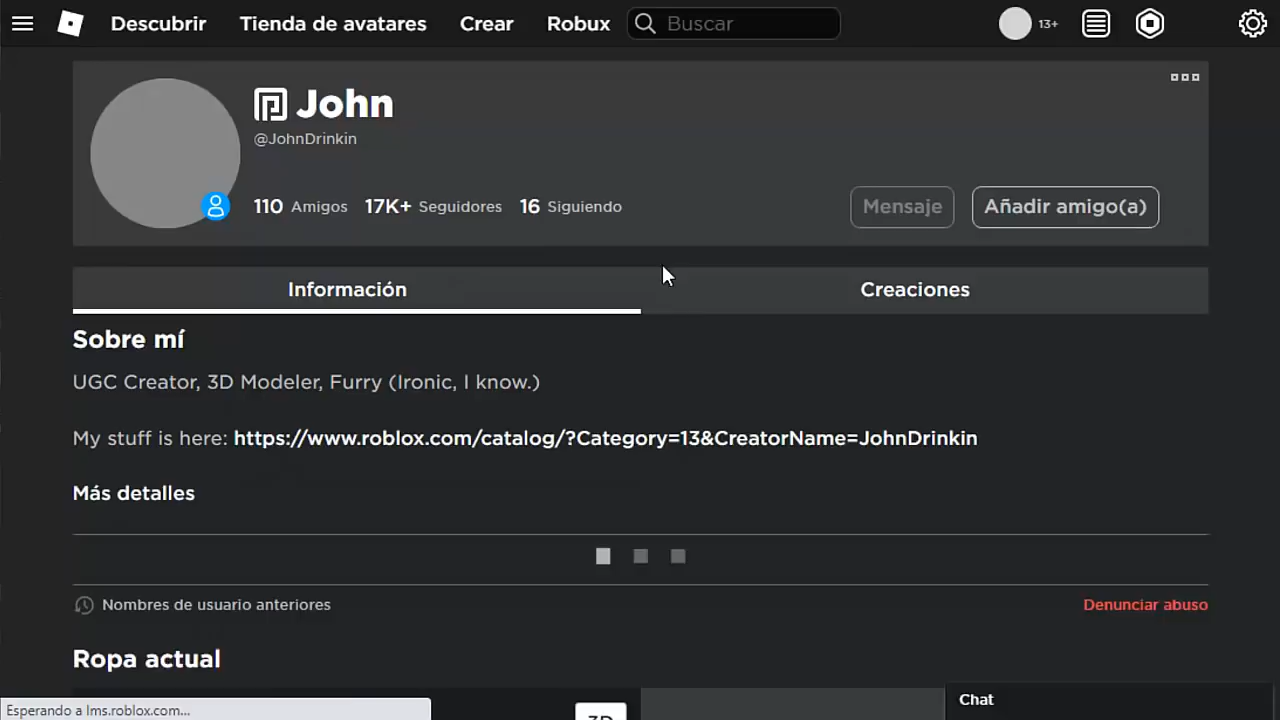 Descubrir Tienda de avatares Crear Robux Buscar 13+
John
@JohnDrinkin
110 Amigos 17K+ Seguidores 16 Siguiendo Mensaje Añadir amigo(a)
Información Creaciones
Sobre mí
UGC Creator, 3D Modeler, Furry (Ironic, I know.)
My stuff is here: https://www.roblox.com/catalog/?Category=13&CreatorName=JohnDrinkin
Más detalles
Nombres de usuario anteriores Denunciar abuso
Ropa actual
3D
Chat
Esperando a lms.roblox.com...